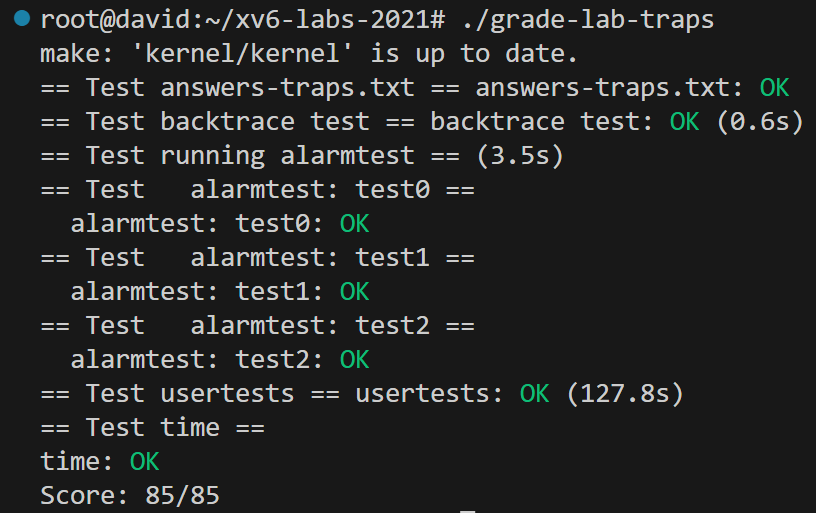 root@david:~/xv6-labs-2021# ./grade-lab-traps
make: 'kernel/kernel' is up to date.
== Test answers-traps.txt == answers-traps.txt: OK
== Test backtrace test == backtrace test: OK (0.6s)
== Test running alarmtest == (3.5s)
== Test   alarmtest: test0 ==
  alarmtest: test0: OK
== Test   alarmtest: test1 ==
  alarmtest: test1: OK
== Test   alarmtest: test2 ==
  alarmtest: test2: OK
== Test usertests == usertests: OK (127.8s)
== Test time ==
time: OK
Score: 85/85